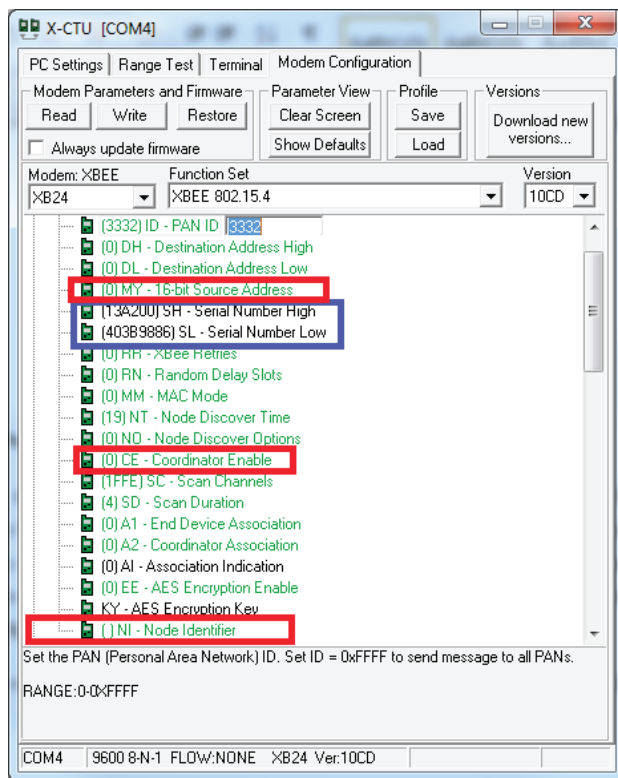 X-CTU [COM4]
PC Settings Range Test Terminal Modem Configuration
Modem Parameters and Firmware Parameter View Profile Versions
Read Write Restore Clear Screen Save Download new versions...
Always update firmware Show Defaults Load
Modem: XBEE Function Set Version
XB24 XBEE 802.15.4 10CD
(3332) ID - PAN ID 3332
(0) DH - Destination Address High
(0) DL - Destination Address Low
(0) MY - 16-bit Source Address
(13A200) SH - Serial Number High
(403B9886) SL - Serial Number Low
(0) RR - XBee Retries
(0) RN - Random Delay Slots
(0) MM - MAC Mode
(19) NT - Node Discover Time
(0) NO - Node Discover Options
(0) CE - Coordinator Enable
(1FFE) SC - Scan Channels
(4) SD - Scan Duration
(0) A1 - End Device Association
(0) A2 - Coordinator Association
(0) AI - Association Indication
(0) EE - AES Encryption Enable
KY - AES Encryption Key
( ) NI - Node Identifier
Set the PAN (Personal Area Network) ID. Set ID = 0xFFFF to send message to all PANs.
RANGE:0-0XFFFF
COM4 9600 8-N-1 FLOW:NONE XB24 Ver:10CD